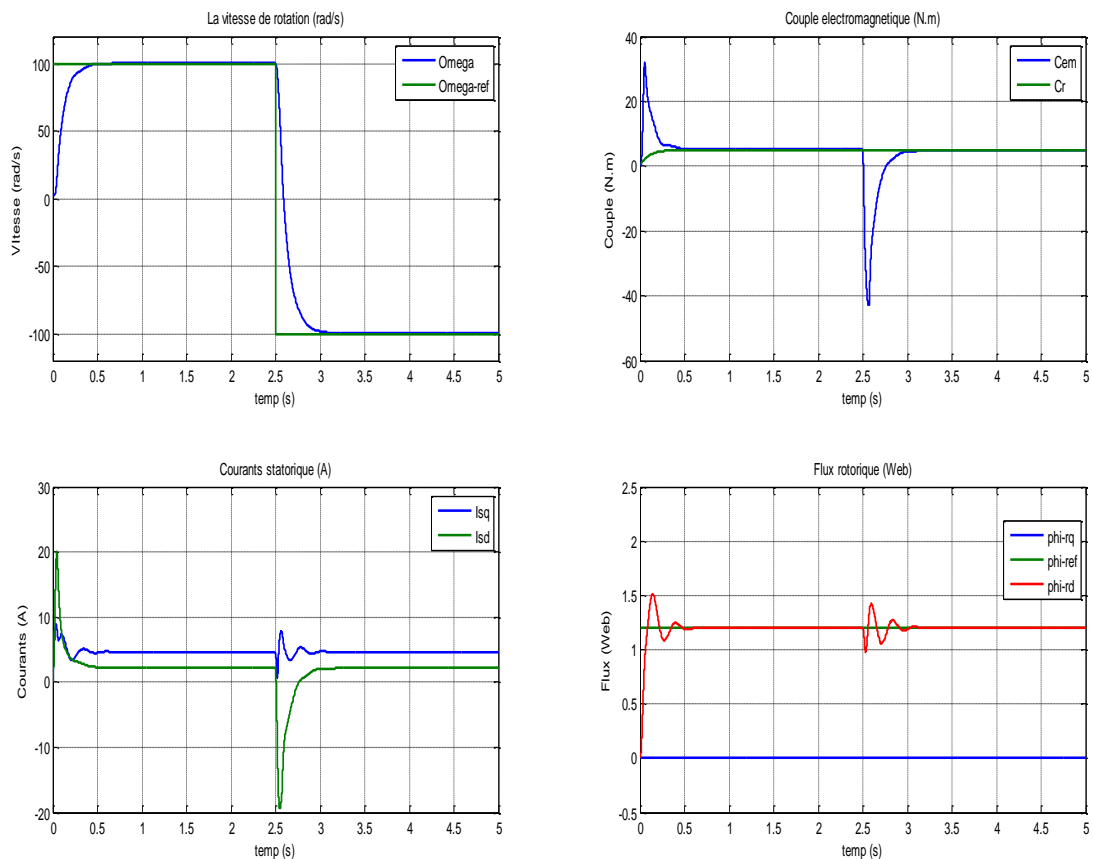 La vitesse de rotation (rad/s)
VItesse (rad/s)
100
50
0
-50
-100
Omega
Omega-ref
0 0.5 1 1.5 2 2.5 3 3.5 4 4.5 5
temp (s)
Couple electromagnetique (N.m)
Couple (N.m)
40
20
0
-20
-40
-60
Cem
Cr
0 0.5 1 1.5 2 2.5 3 3.5 4 4.5 5
temp (s)
Courants statorique (A)
Courants (A)
30
20
10
0
-10
-20
Isq
Isd
0 0.5 1 1.5 2 2.5 3 3.5 4 4.5 5
temp (s)
Flux rotorique (Web)
Flux (Web)
2.5
2
1.5
1
0.5
0
-0.5
phi-rq
phi-ref
phi-rd
0 0.5 1 1.5 2 2.5 3 3.5 4 4.5 5
temp (s)